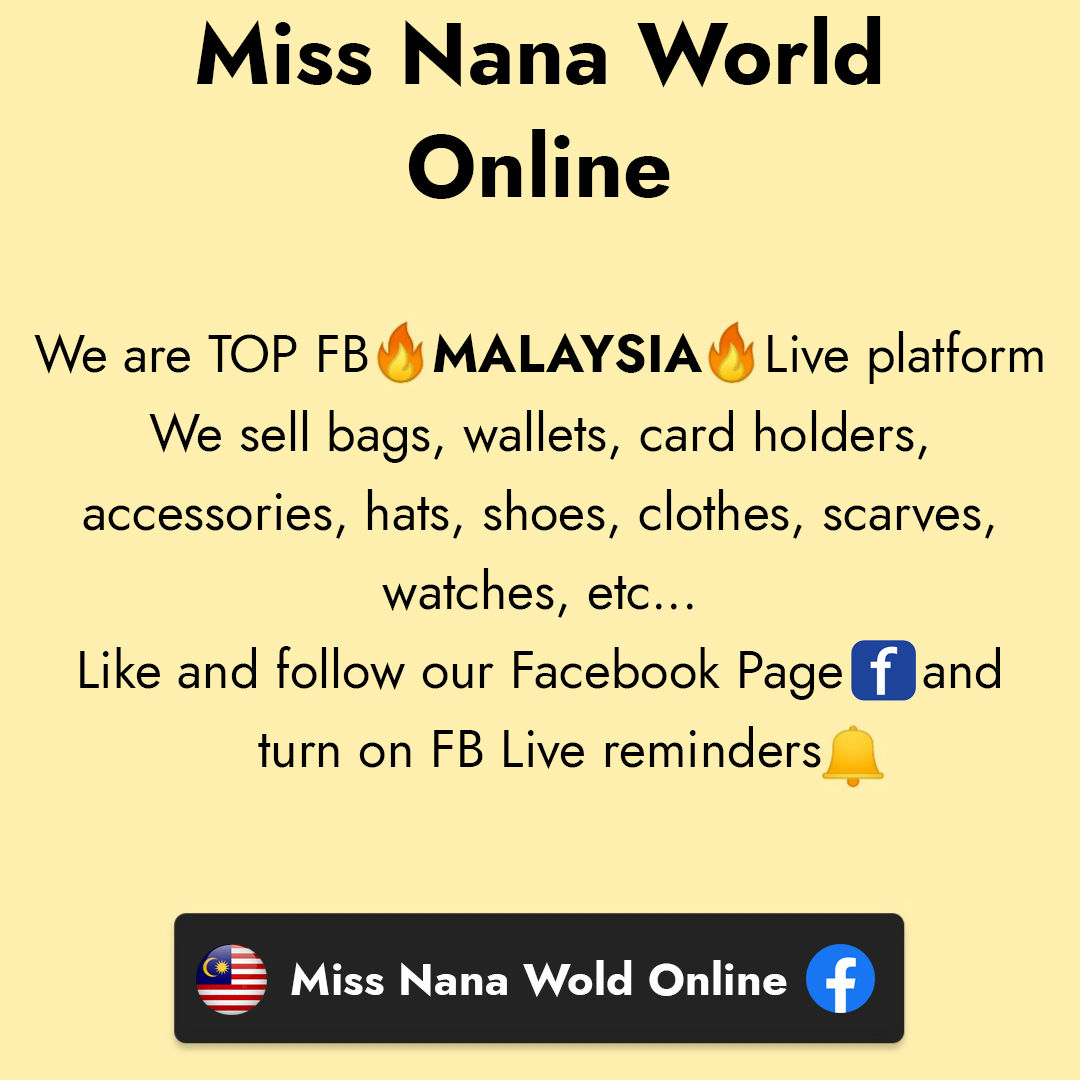 Miss Nana World
Online
We are TOP FB🔥MALAYSIA🔥Live platform
We sell bags, wallets, card holders,
accessories, hats, shoes, clothes, scarves,
watches, etc...
Like and follow our Facebook Page f and
turn on FB Live reminders🔔
Miss Nana Wold Online f